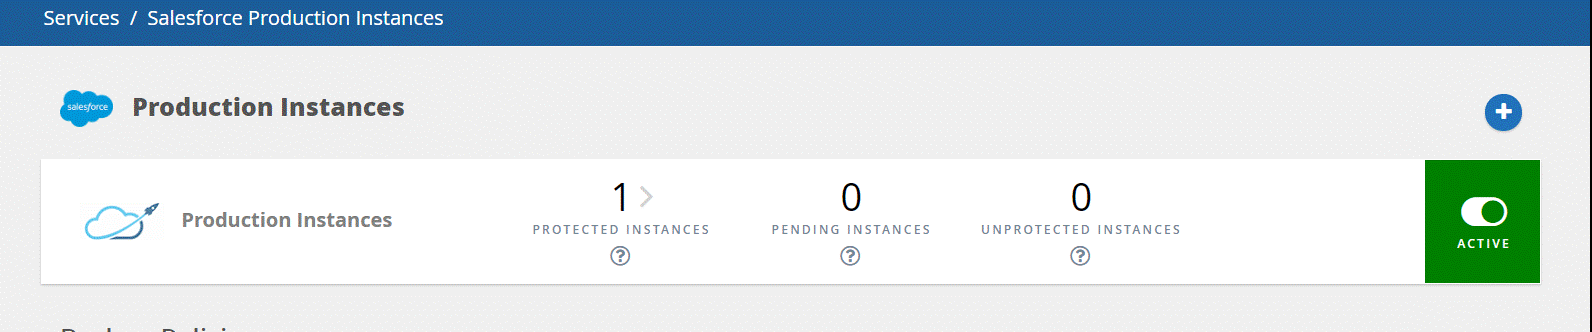 Services / Salesforce Production Instances
salesforce
Production Instances
Production Instances
1
PROTECTED INSTANCES
?
0
PENDING INSTANCES
?
0
UNPROTECTED INSTANCES
?
ACTIVE